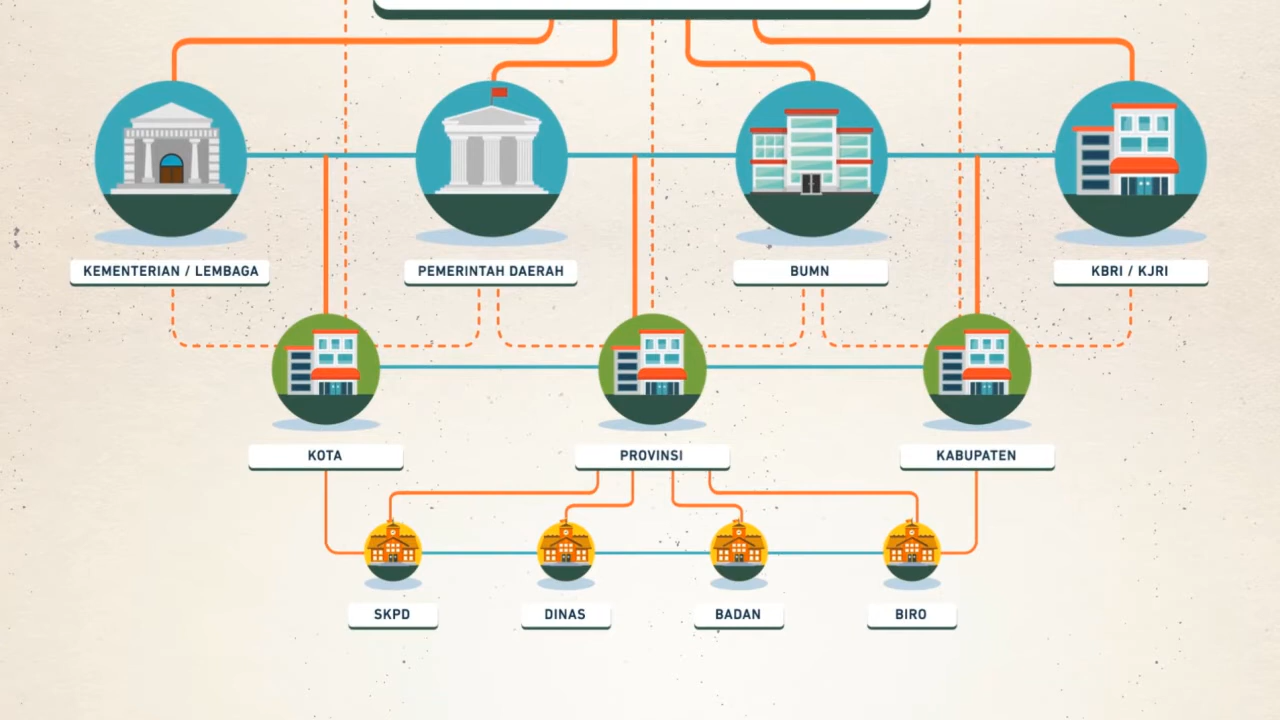 KEMENTERIAN / LEMBAGA
PEMERINTAH DAERAH
BUMN
KBRI / KJRI
KOTA
PROVINSI
KABUPATEN
SKPD
DINAS
BADAN
BIRO